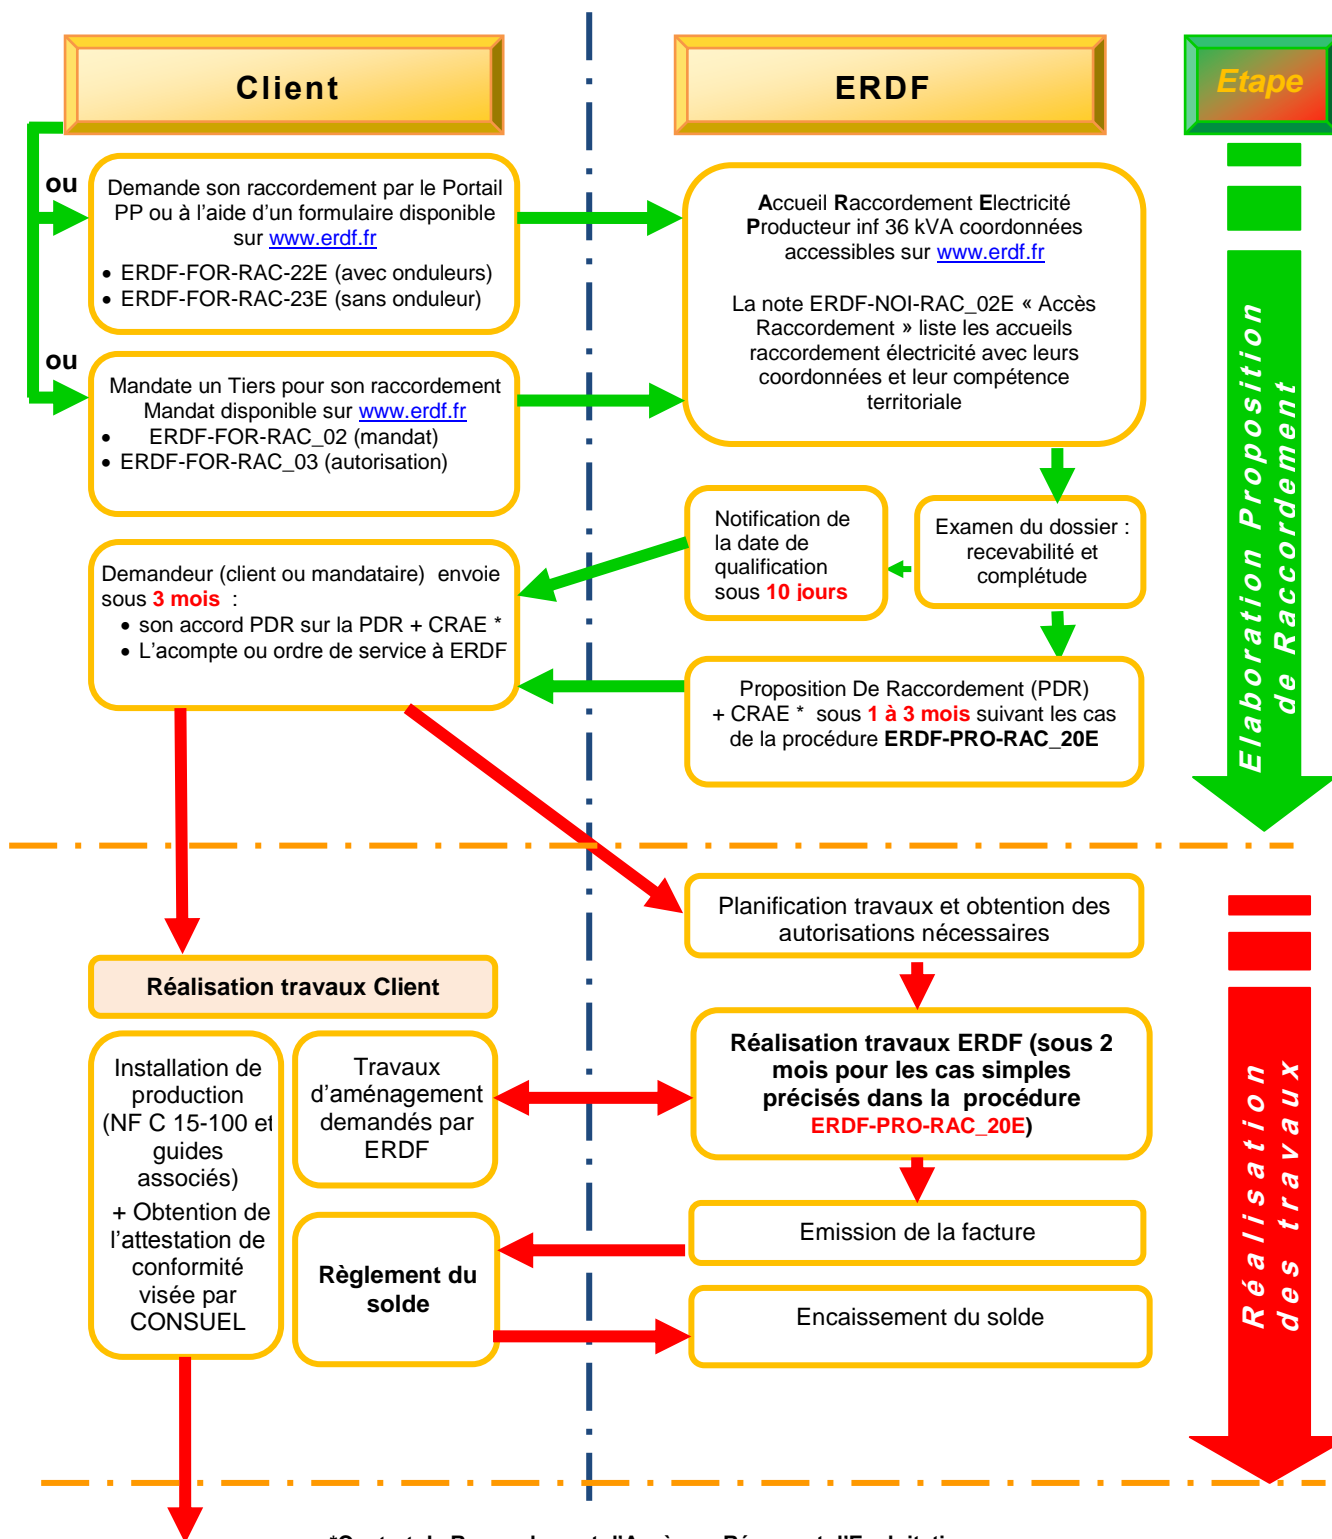 Client
ERDF
Etape
ou
Demande son raccordement par le Portail
PP ou à l'aide d'un formulaire disponible
sur www.erdf.fr
• ERDF-FOR-RAC-22E (avec onduleurs)
• ERDF-FOR-RAC-23E (sans onduleur)
ou
Mandate un Tiers pour son raccordement
Mandat disponible sur www.erdf.fr
• ERDF-FOR-RAC_02 (mandat)
• ERDF-FOR-RAC_03 (autorisation)
Accueil Raccordement Electricité
Producteur inf 36 kVA coordonnées
accessibles sur www.erdf.fr
La note ERDF-NOI-RAC_02E « Accès
Raccordement » liste les accueils
raccordement électricité avec leurs
coordonnées et leur compétence
territoriale
Examen du dossier :
recevabilité et
complétude
Notification de
la date de
qualification
sous 10 jours
Demandeur (client ou mandataire) envoie
sous 3 mois :
• son accord PDR sur la PDR + CRAE *
• L'acompte ou ordre de service à ERDF
Proposition De Raccordement (PDR)
+ CRAE * sous 1 à 3 mois suivant les cas
de la procédure ERDF-PRO-RAC_20E
Elaboration Proposition
de Raccordement
Planification travaux et obtention des
autorisations nécessaires
Réalisation travaux Client
Installation de
production
(NF C 15-100 et
guides
associés)
+ Obtention de
l'attestation de
conformité
visée par
CONSUEL
Travaux
d'aménagement
demandés par
ERDF
Réalisation travaux ERDF (sous 2
mois pour les cas simples
précisés dans la procédure
ERDF-PRO-RAC_20E)
Emission de la facture
Règlement du
solde
Encaissement du solde
Réalisation
des travaux